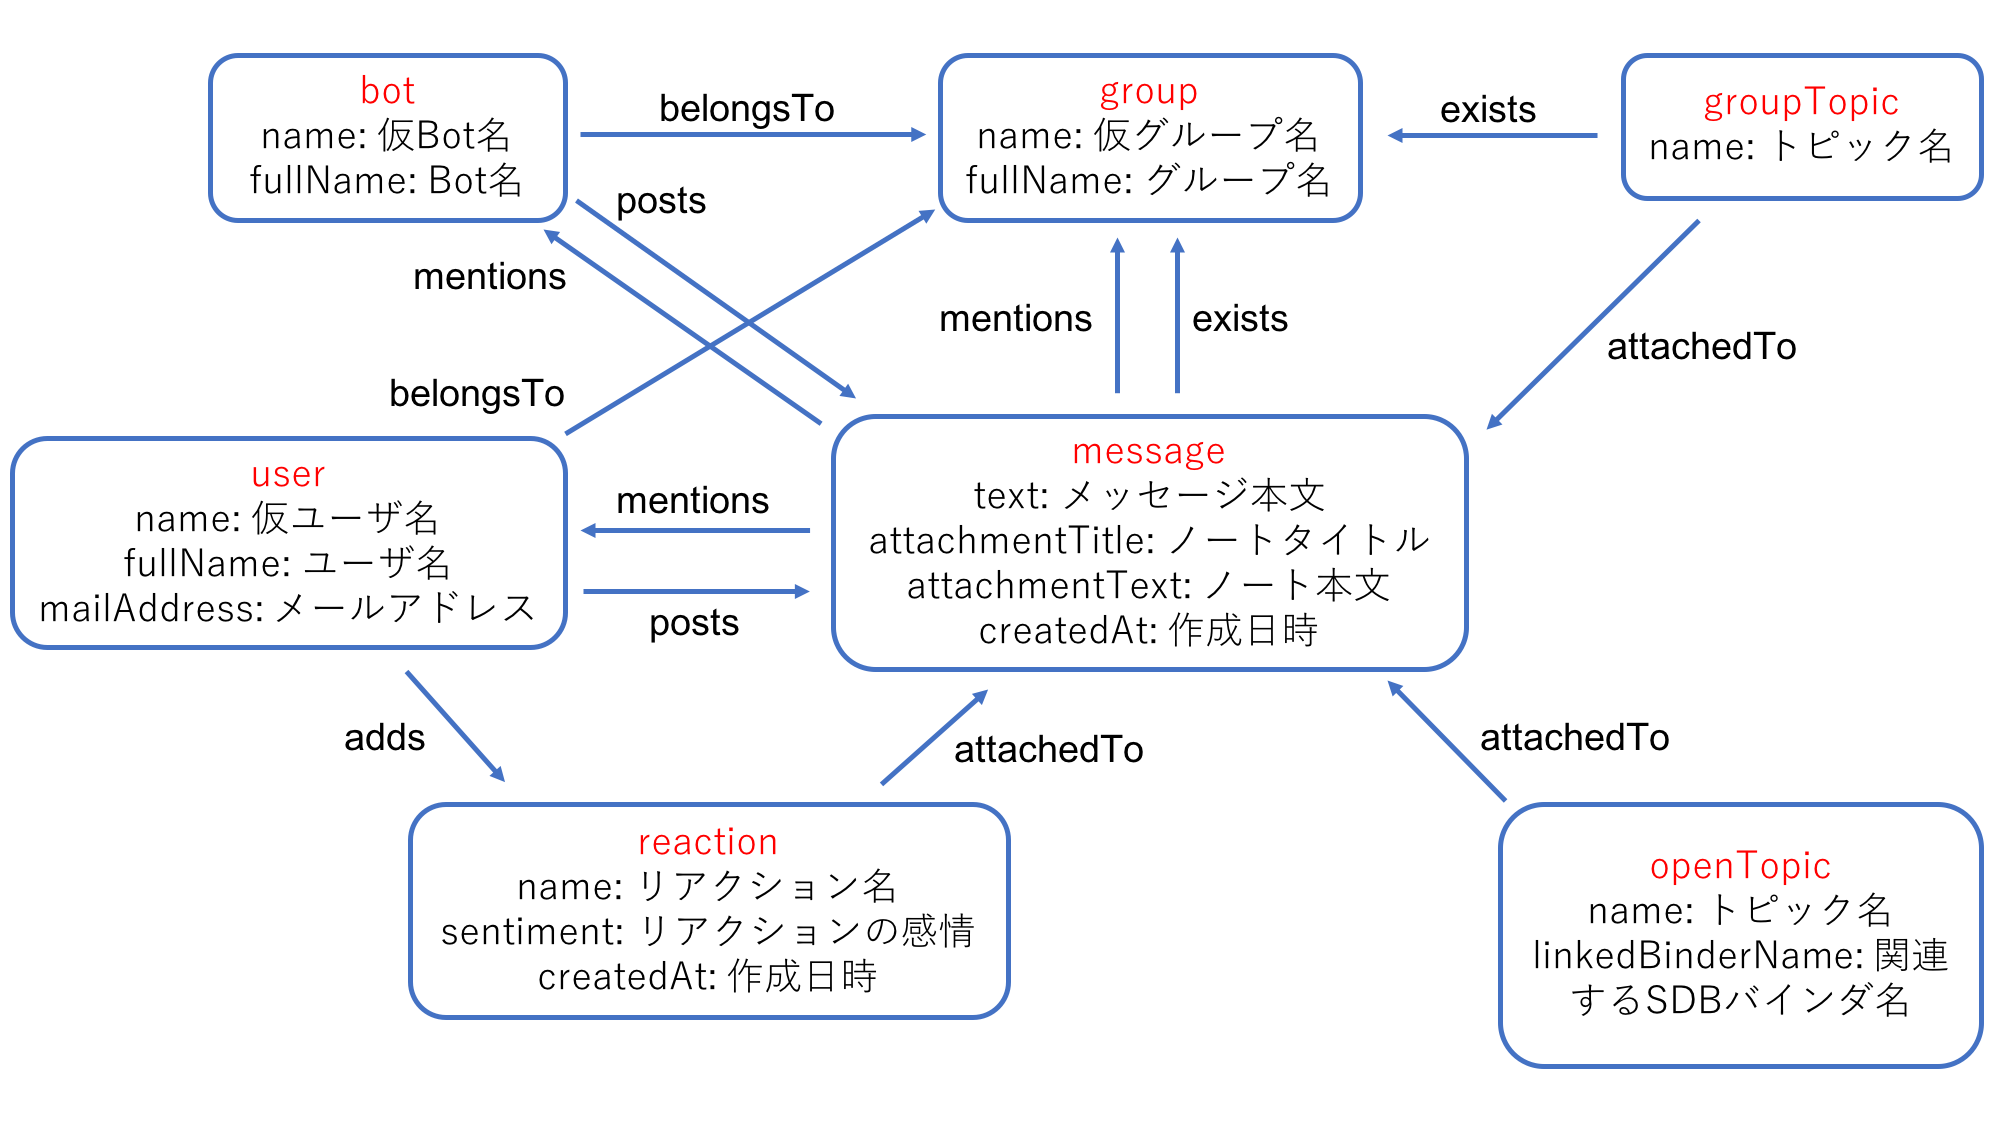 bot
name: 仮Bot名
fullName: Bot名
belongsTo
group
name: 仮グループ名
fullName: グループ名
exists
groupTopic
name: トピック名
posts
mentions
mentions
exists
attachedTo
belongsTo
user
name: 仮ユーザ名
fullName: ユーザ名
mailAddress: メールアドレス
mentions
posts
message
text: メッセージ本文
attachmentTitle: ノートタイトル
attachmentText: ノート本文
createdAt: 作成日時
adds
attachedTo
attachedTo
reaction
name: リアクション名
sentiment: リアクションの感情
createdAt: 作成日時
openTopic
name: トピック名
linkedBinderName: 関連
するSDBバインダ名